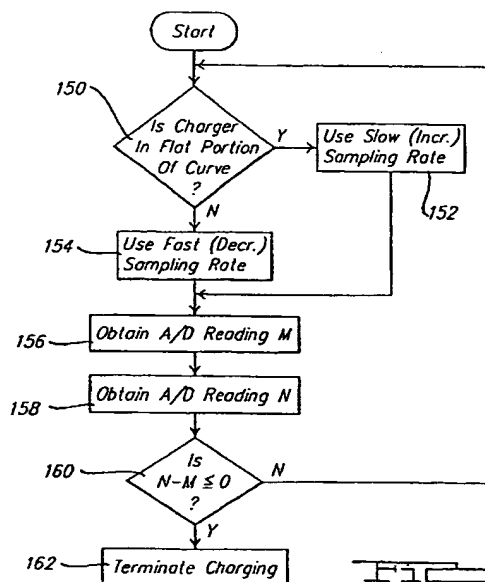 Start
150
Is Charger
In Flat Portion
Of Curve
?
Y
Use Slow (Incr.)
Sampling Rate
152
N
154
Use Fast (Decr.)
Sampling Rate
156
Obtain A/D Reading M
158
Obtain A/D Reading N
160
Is
N-M ≦ 0
?
N
Y
162
Terminate Charging